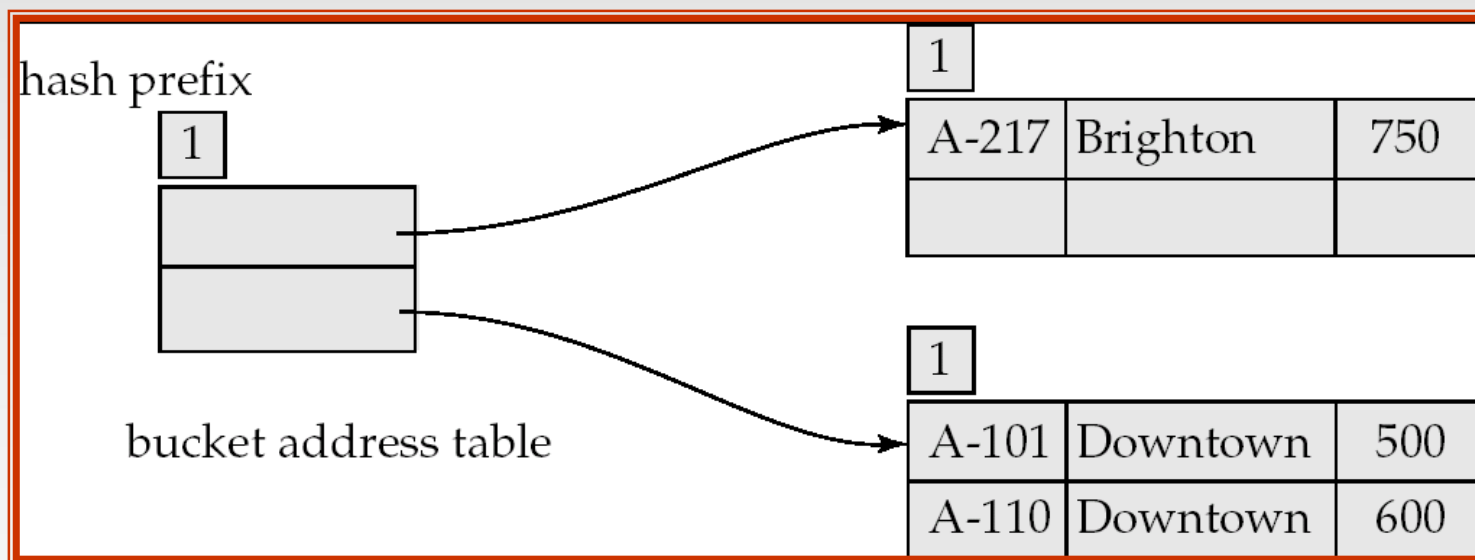 hash prefix
1
bucket address table
1
A-217 Brighton 750
1
A-101 Downtown 500
A-110 Downtown 600